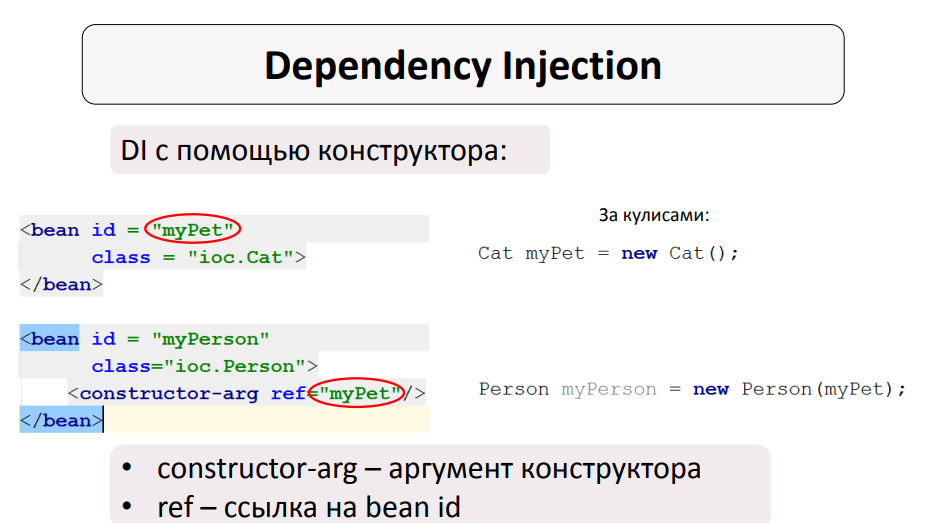 Dependency Injection
DI с помощью конструктора:
За кулисами:
<bean id = "myPet"
class = "ioc.Cat">
</bean>
Cat myPet = new Cat();
<bean id = "myPerson"
class="ioc.Person">
<constructor-arg ref="myPet"/>
</bean>
Person myPerson = new Person(myPet);
• constructor-arg – аргумент конструктора
• ref – ссылка на bean id